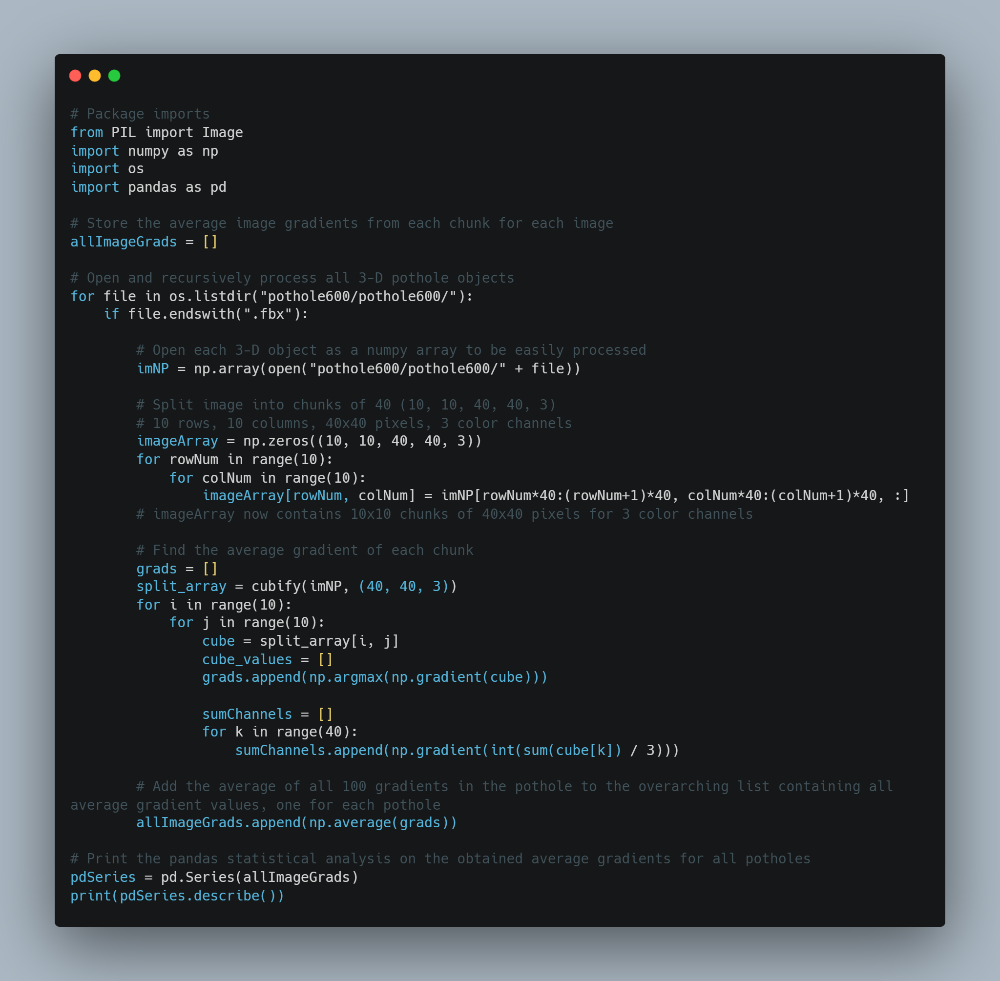 # Package imports
from PIL import Image
import numpy as np
import os
import pandas as pd

# Store the average image gradients from each chunk for each image
allImageGrads = []

# Open and recursively process all 3-D pothole objects
for file in os.listdir("pothole600/pothole600/"):
    if file.endswith(".fbx"):

        # Open each 3-D object as a numpy array to be easily processed
        imNP = np.array(open("pothole600/pothole600/" + file))

        # Split image into chunks of 40 (10, 10, 40, 40, 3)
        # 10 rows, 10 columns, 40x40 pixels, 3 color channels
        imageArray = np.zeros((10, 10, 40, 40, 3))
        for rowNum in range(10):
            for colNum in range(10):
                imageArray[rowNum, colNum] = imNP[rowNum*40:(rowNum+1)*40, colNum*40:(colNum+1)*40, :]
        # imageArray now contains 10x10 chunks of 40x40 pixels for 3 color channels

        # Find the average gradient of each chunk
        grads = []
        split_array = cubify(imNP, (40, 40, 3))
        for i in range(10):
            for j in range(10):
                cube = split_array[i, j]
                cube_values = []
                grads.append(np.argmax(np.gradient(cube)))

                sumChannels = []
                for k in range(40):
                    sumChannels.append(np.gradient(int(sum(cube[k]) / 3)))

        # Add the average of all 100 gradients in the pothole to the overarching list containing all
average gradient values, one for each pothole
        allImageGrads.append(np.average(grads))

# Print the pandas statistical analysis on the obtained average gradients for all potholes
pdSeries = pd.Series(allImageGrads)
print(pdSeries.describe())